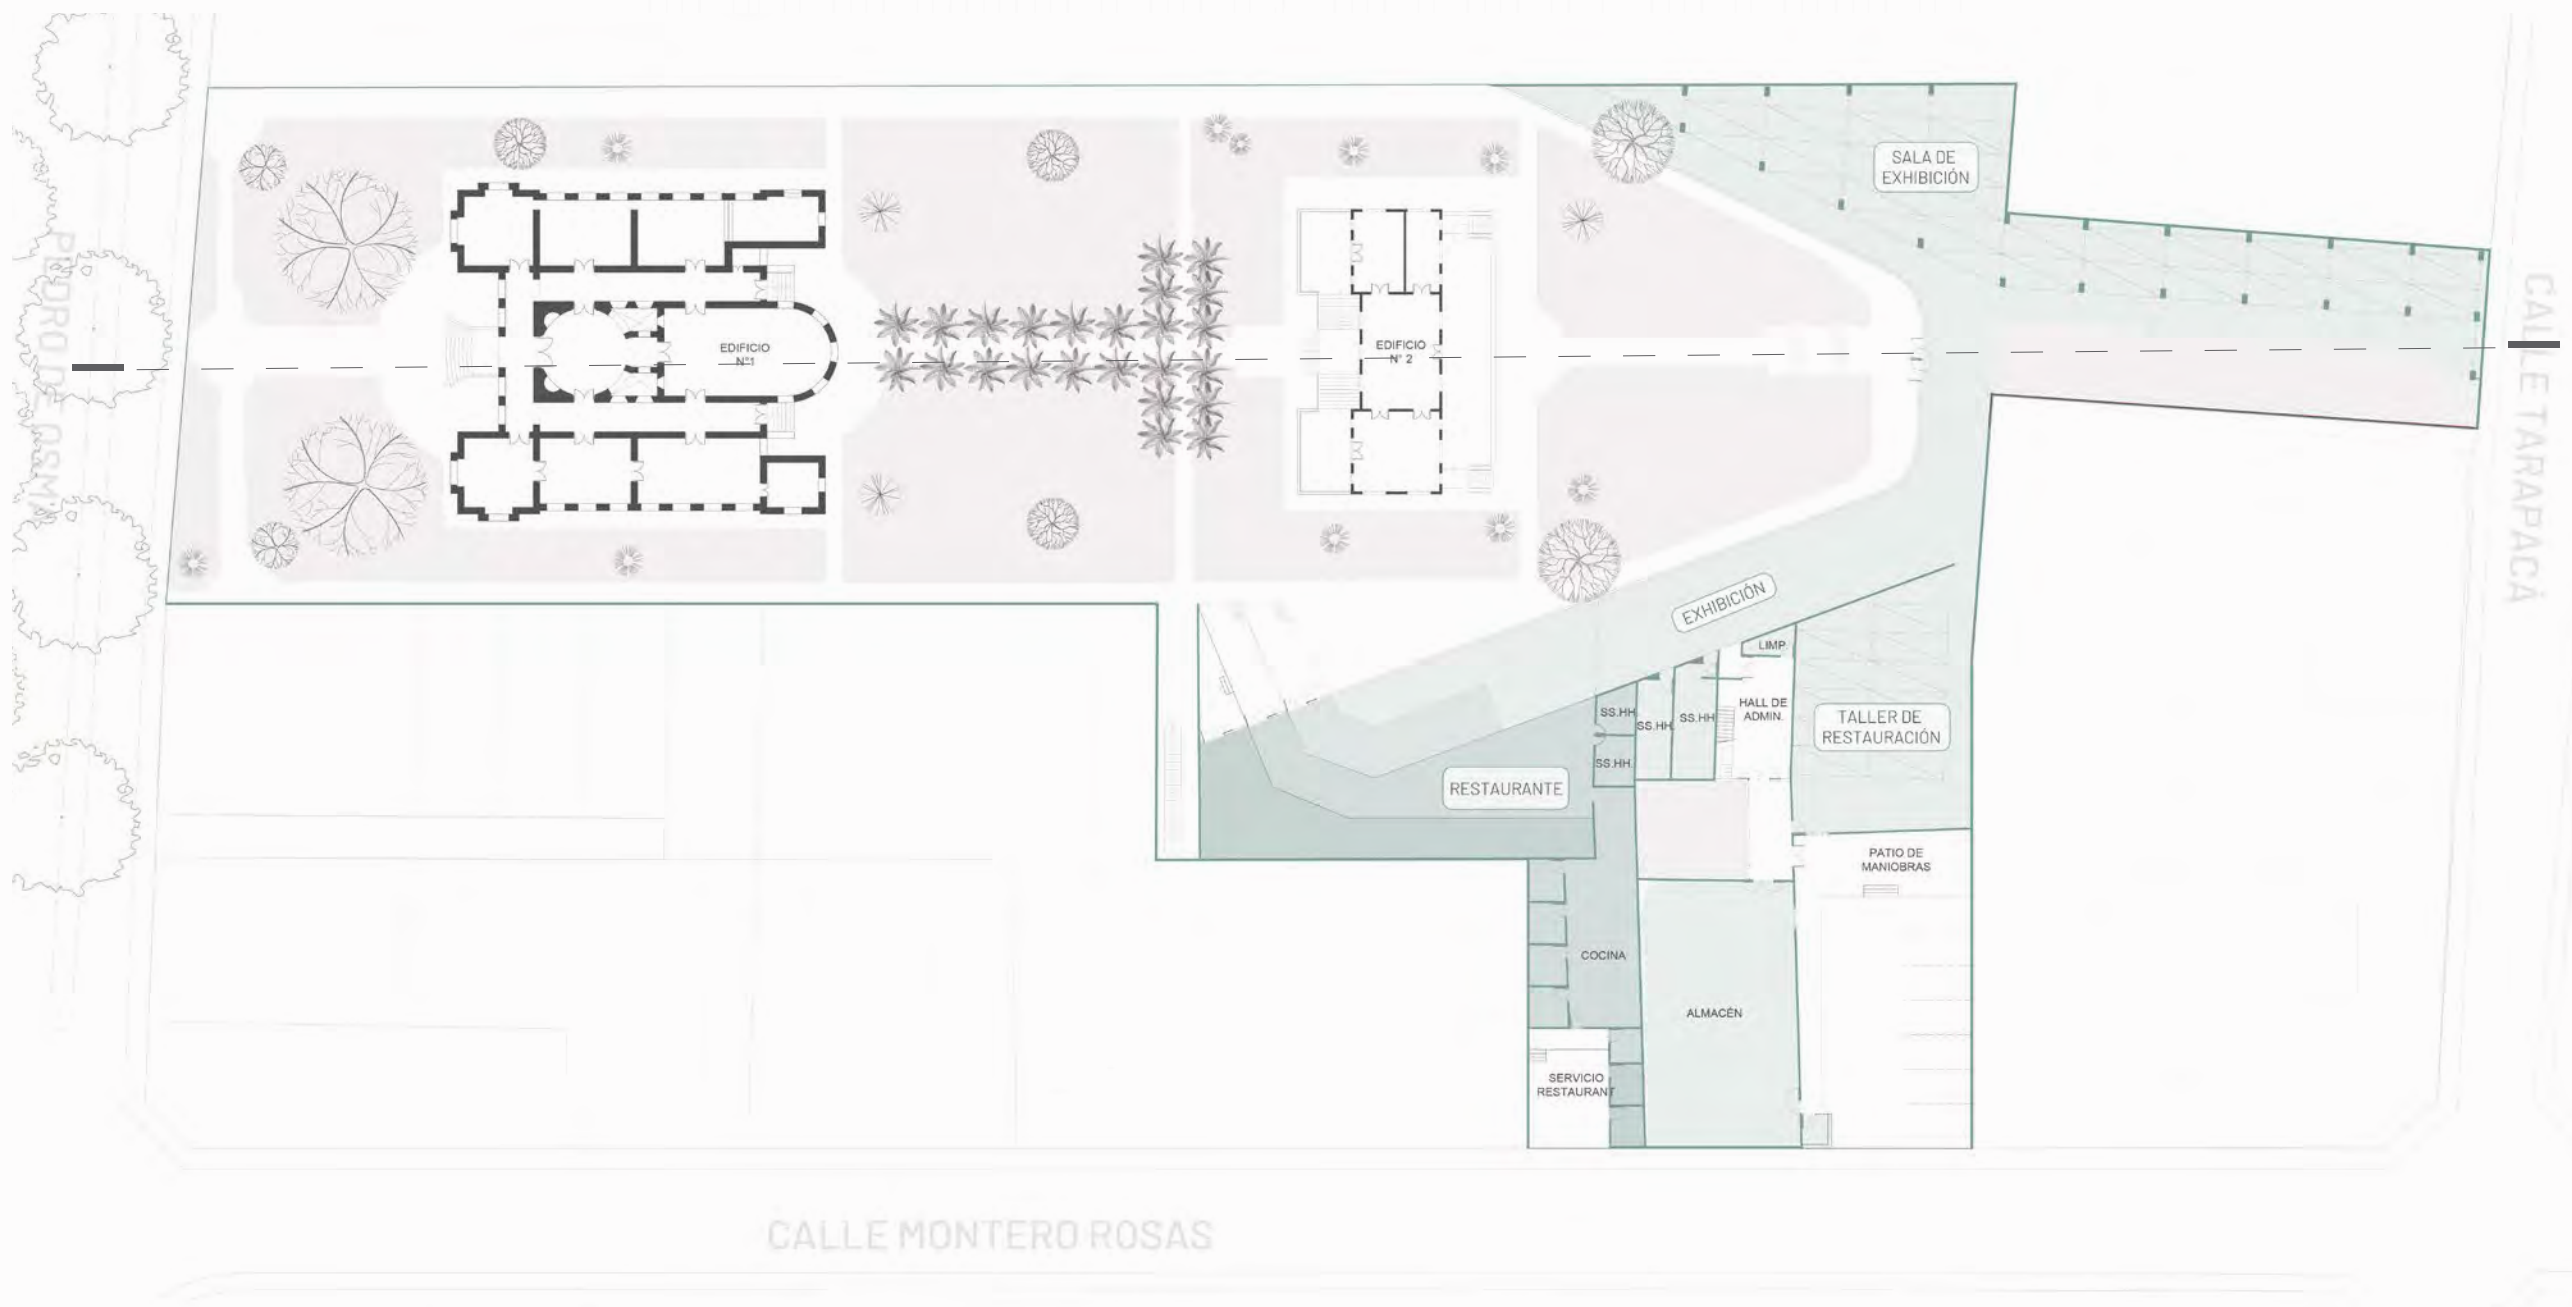 PEDRO DE OSMA
SALA DE
EXHIBICIÓN
CALLE TARAPACÁ
EDIFICIO
N°1
EDIFICIO
N° 2
EXHIBICIÓN
LIMP.
HALL DE
ADMIN.
SS.HH.
SS.HH.
SS.HH.
SS.HH.
TALLER DE
RESTAURACIÓN
RESTAURANTE
PATIO DE
MANIOBRAS
COCINA
ALMACÉN
SERVICIO
RESTAURANT
CALLE MONTERO ROSAS